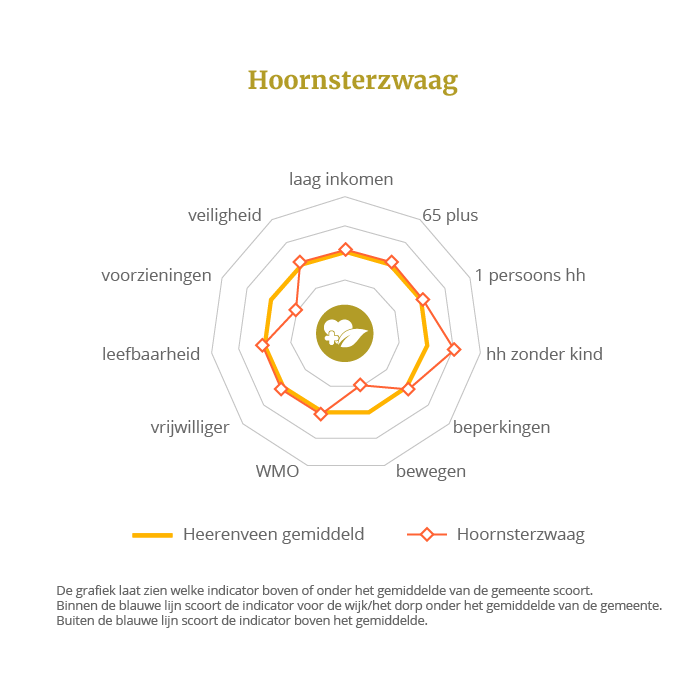 Hoornsterzwaag
laag inkomen
veiligheid
65 plus
voorzieningen
1 persoons hh
leefbaarheid
hh zonder kind
vrijwilliger
beperkingen
WMO
bewegen
Heerenveen gemiddeld
Hoornsterzwaag
De grafiek laat zien welke indicator boven of onder het gemiddelde van de gemeente scoort.
Binnen de blauwe lijn scoort de indicator voor de wijk/het dorp onder het gemiddelde van de gemeente.
Buiten de blauwe lijn scoort de indicator boven het gemiddelde.